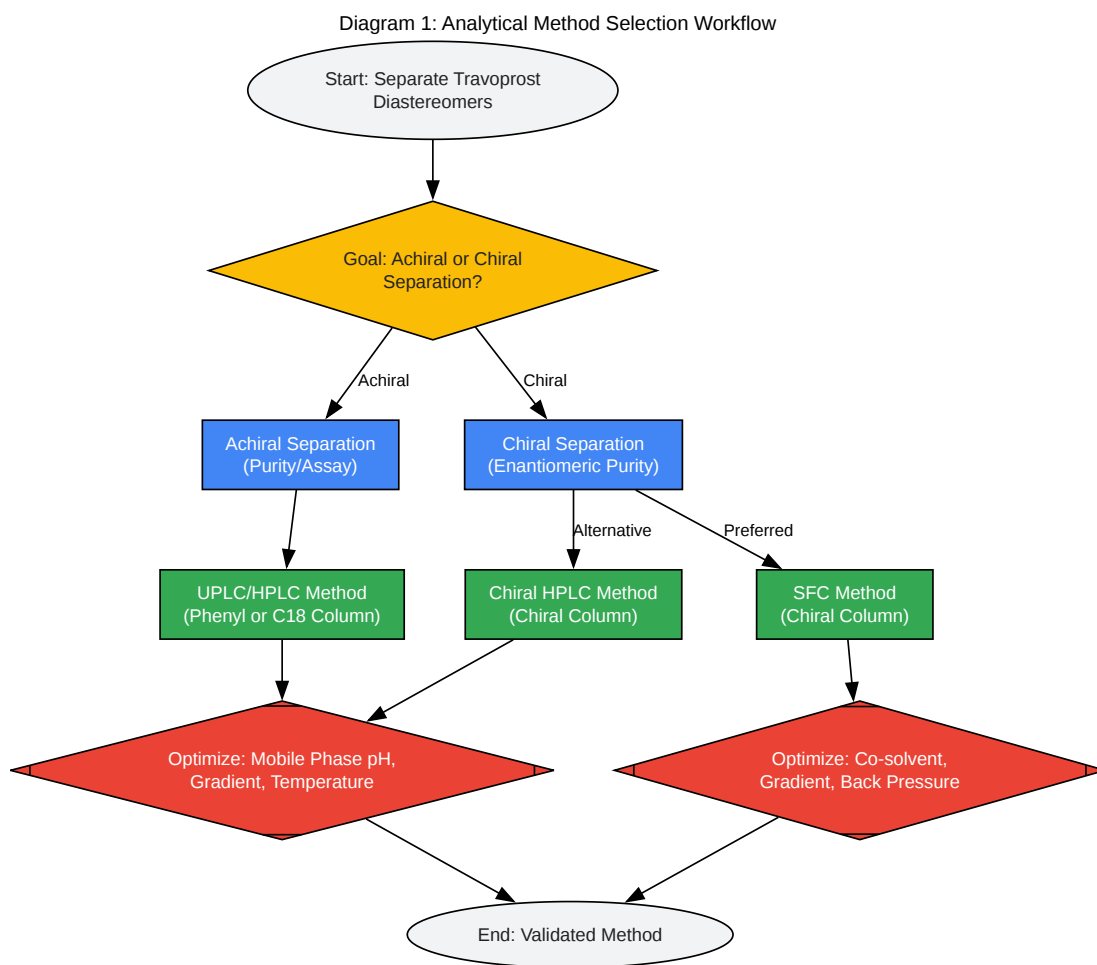 Diagram 1: Analytical Method Selection Workflow
Start: Separate Travoprost
Diastereomers
Goal: Achiral or Chiral
Separation?
Achiral
Chiral
Achiral Separation
(Purity/Assay)
Chiral Separation
(Enantiomeric Purity)
Alternative
Preferred
UPLC/HPLC Method
(Phenyl or C18 Column)
Chiral HPLC Method
(Chiral Column)
SFC Method
(Chiral Column)
Optimize: Mobile Phase pH,
Gradient, Temperature
Optimize: Co-solvent,
Gradient, Back Pressure
End: Validated Method